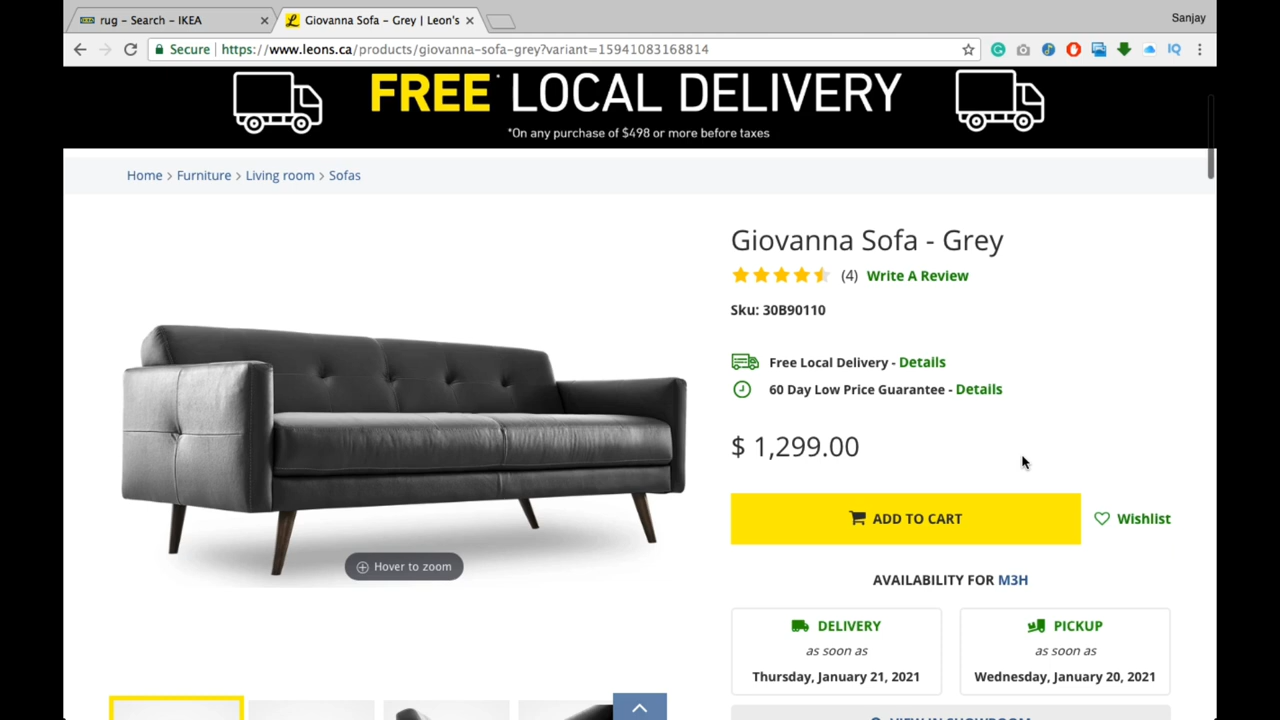 rug - Search - IKEA
Giovanna Sofa - Grey | Leon's
Sanjay
Secure
https://www.leons.ca/products/giovanna-sofa-grey?variant=15941083168814
IQ
FREE* LOCAL DELIVERY
*On any purchase of $498 or more before taxes
Home > Furniture > Living room > Sofas
Giovanna Sofa - Grey
(4) Write A Review
Sku: 30B90110
Free Local Delivery - Details
60 Day Low Price Guarantee - Details
$ 1,299.00
ADD TO CART
Wishlist
Hover to zoom
AVAILABILITY FOR M3H
DELIVERY
as soon as
Thursday, January 21, 2021
PICKUP
as soon as
Wednesday, January 20, 2021
VIEW IN SHOWROOM